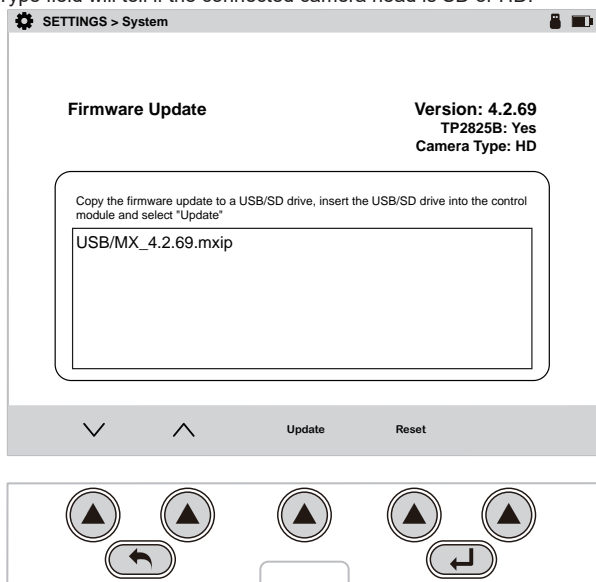 Type field will tell if the connected camera head is SD or HD.
SETTINGS > System
Firmware Update
Version: 4.2.69
TP2825B: Yes
Camera Type: HD
Copy the firmware update to a USB/SD drive, insert the USB/SD drive into the control
module and select "Update"
USB/MX_4.2.69.mxip
Update
Reset